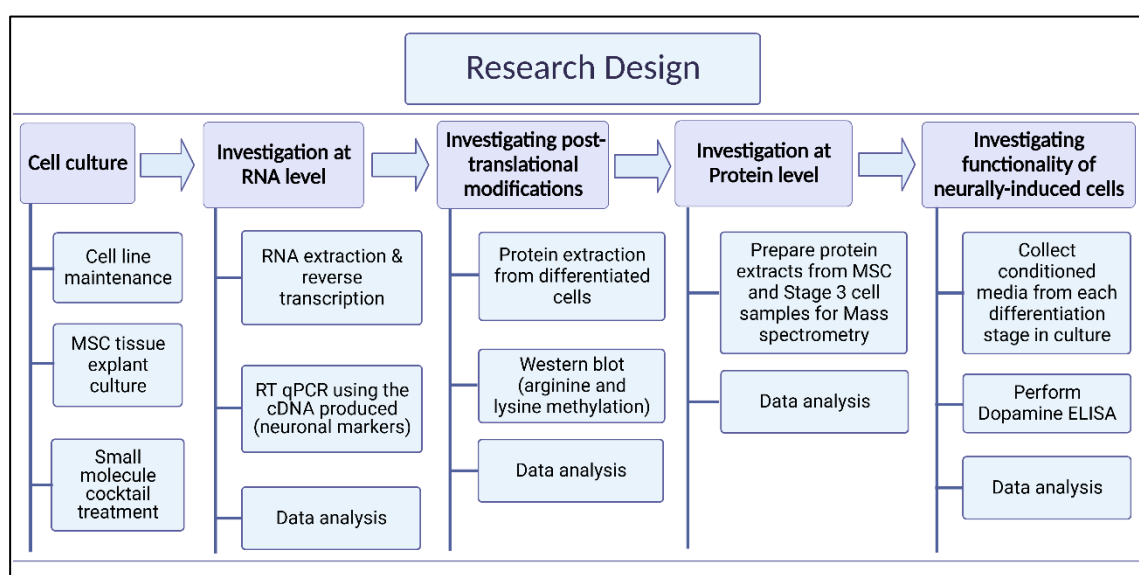 Research Design
Cell culture
Cell line
maintenance
MSC tissue
explant
culture
Small
molecule
cocktail
treatment
Investigation at
RNA level
RNA extraction &
reverse
transcription
RT qPCR using the
cDNA produced
(neuronal markers)
Data analysis
Investigating post-
translational
modifications
Protein extraction
from differentiated
cells
Western blot
(arginine and
lysine methylation)
Data analysis
Investigation at
Protein level
Prepare protein
extracts from MSC
and Stage 3 cell
samples for Mass
spectrometry
Data analysis
Investigating
functionality of
neurally-induced cells
Collect
conditioned
media from each
differentiation
stage in culture
Perform
Dopamine ELISA
Data analysis